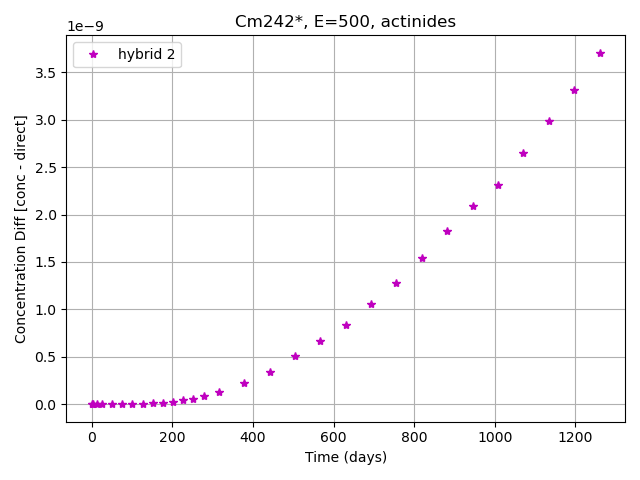 Cm242*, E=500, actinides
1e−9
hybrid 2
3.5
3.0
2.5
2.0
1.5
1.0
0.5
0.0
Concentration Diff [conc - direct]
0 200 400 600 800 1000 1200
Time (days)